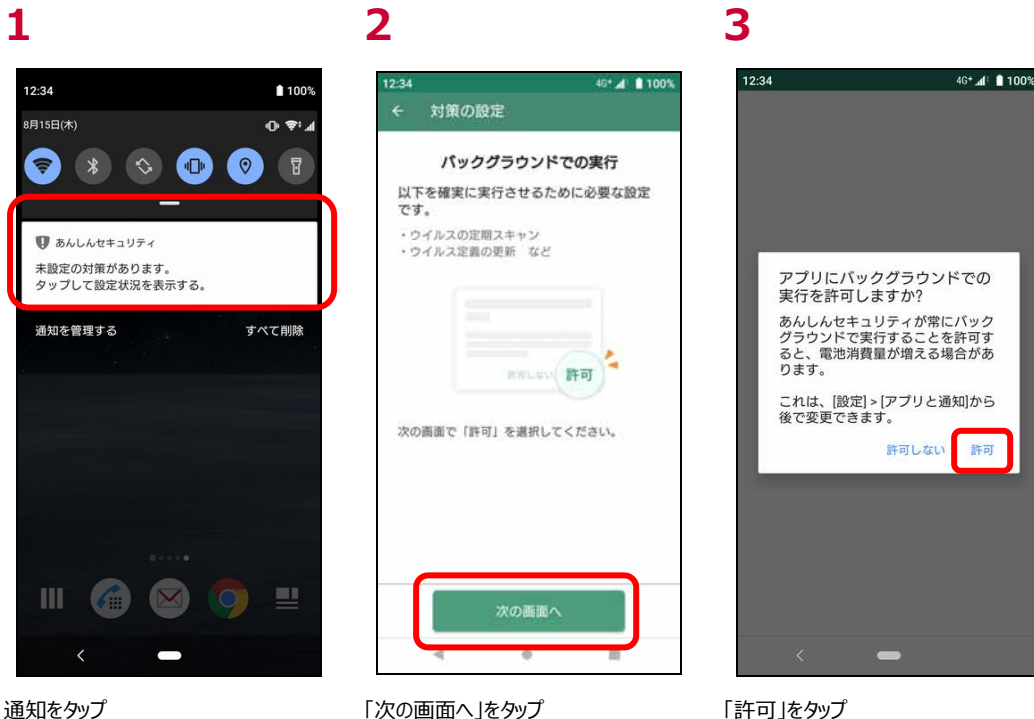 1
12:34
100%
8月15日(木)
あんしんセキュリティ
未設定の対策があります。
タップして設定状況を表示する。
通知を管理する
すべて削除
通知をタップ
2
12:34
4G+
100%
← 対策の設定
バックグラウンドでの実行
以下を確実に実行させるために必要な設定
です。
・ウイルスの定期スキャン
・ウイルス定義の更新 など
許可しない
許可
次の画面で「許可」を選択してください。
次の画面へ
「次の画面へ」をタップ
3
12:34
4G+
100%
アプリにバックグラウンドでの
実行を許可しますか?
あんしんセキュリティが常にバック
グラウンドで実行することを許可す
ると、電池消費量が増える場合があ
ります。
これは、[設定] > [アプリと通知]から
後で変更できます。
許可しない
許可
「許可」をタップ